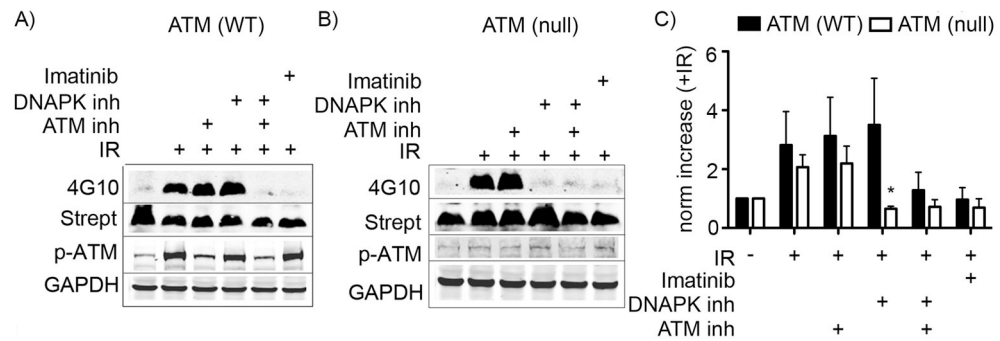 A)
ATM (WT)
Imatinib +
DNAPK inh + +
ATM inh + +
IR + + + + +
4G10
Strept
p-ATM
GAPDH
B)
ATM (null)
Imatinib +
DNAPK inh + +
ATM inh + +
IR + + + + +
4G10
Strept
p-ATM
GAPDH
C)
ATM (WT) ATM (null)
norm increase (+IR)
6
4
2
0
*
IR - + + + + +
Imatinib +
DNAPK inh + +
ATM inh + +